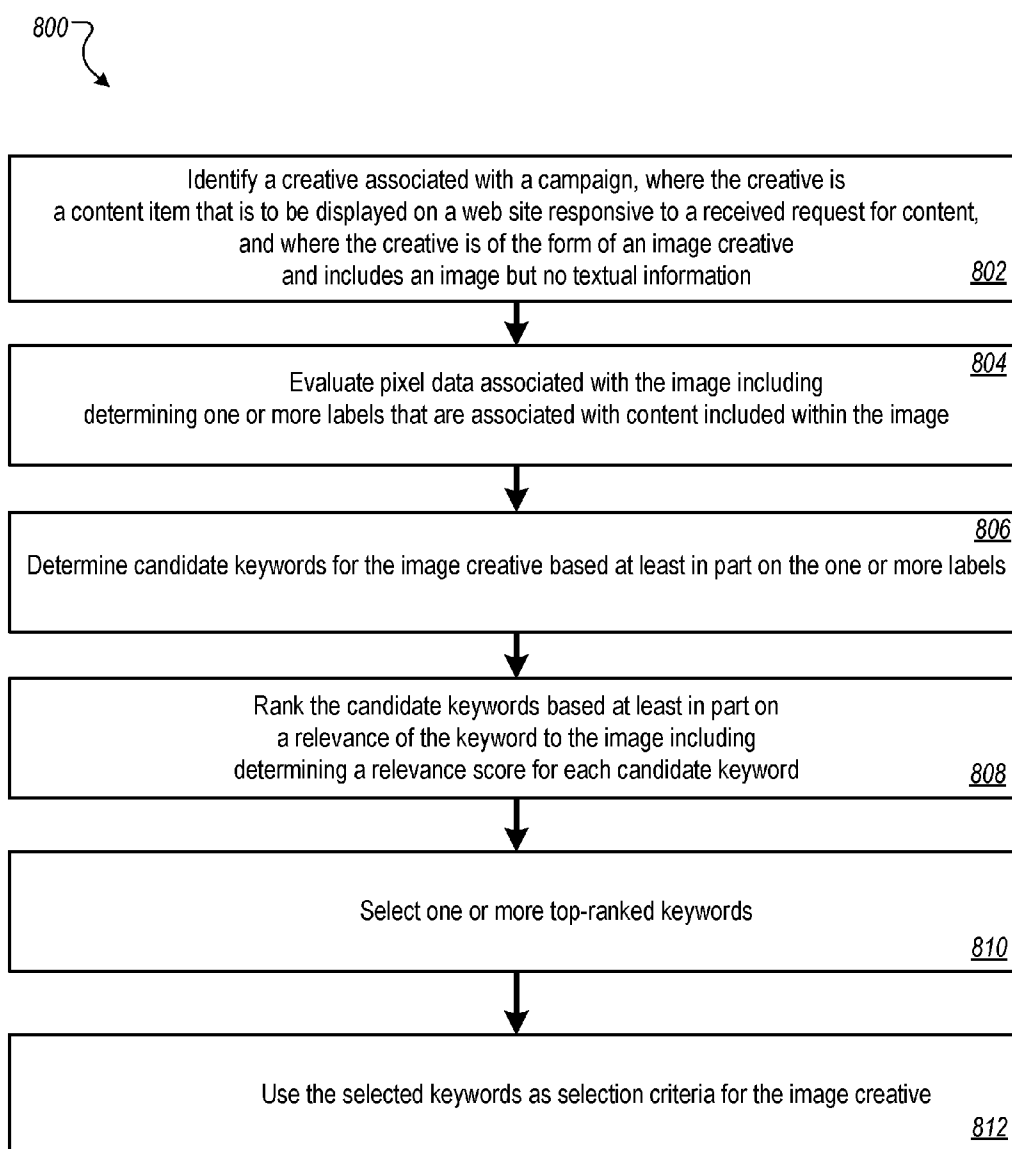 800
Identify a creative associated with a campaign, where the creative is
a content item that is to be displayed on a web site responsive to a received request for content,
and where the creative is of the form of an image creative
and includes an image but no textual information
802
804
Evaluate pixel data associated with the image including
determining one or more labels that are associated with content included within the image
806
Determine candidate keywords for the image creative based at least in part on the one or more labels
Rank the candidate keywords based at least in part on
a relevance of the keyword to the image including
determining a relevance score for each candidate keyword
808
Select one or more top-ranked keywords
810
Use the selected keywords as selection criteria for the image creative
812